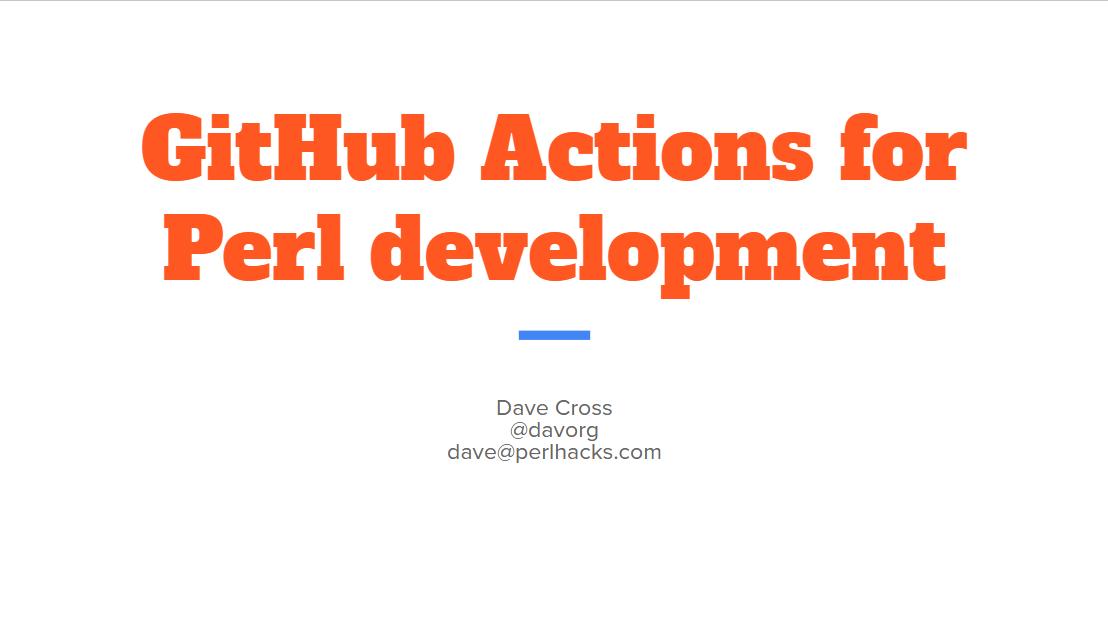 GitHub Actions for
Perl development
Dave Cross
@davorg
dave@perlhacks.com